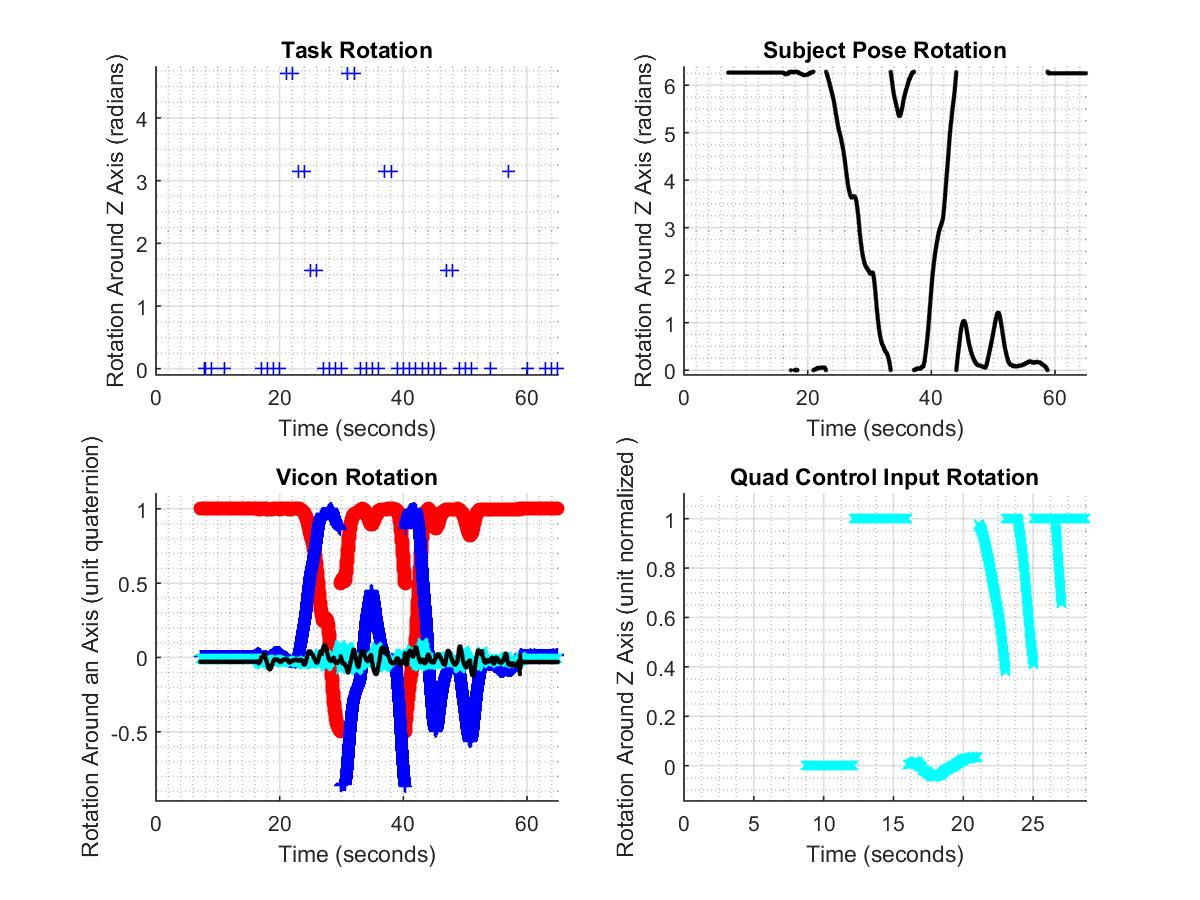 Task Rotation
Rotation Around Z Axis (radians)
4
3
2
1
0
0 20 40 60
Time (seconds)
Subject Pose Rotation
Rotation Around Z Axis (radians)
6
5
4
3
2
1
0
0 20 40 60
Time (seconds)
Vicon Rotation
Rotation Around an Axis (unit quaternion)
1
0.5
0
-0.5
0 20 40 60
Time (seconds)
Quad Control Input Rotation
Rotation Around Z Axis (unit normalized )
1
0.8
0.6
0.4
0.2
0
0 5 10 15 20 25
Time (seconds)